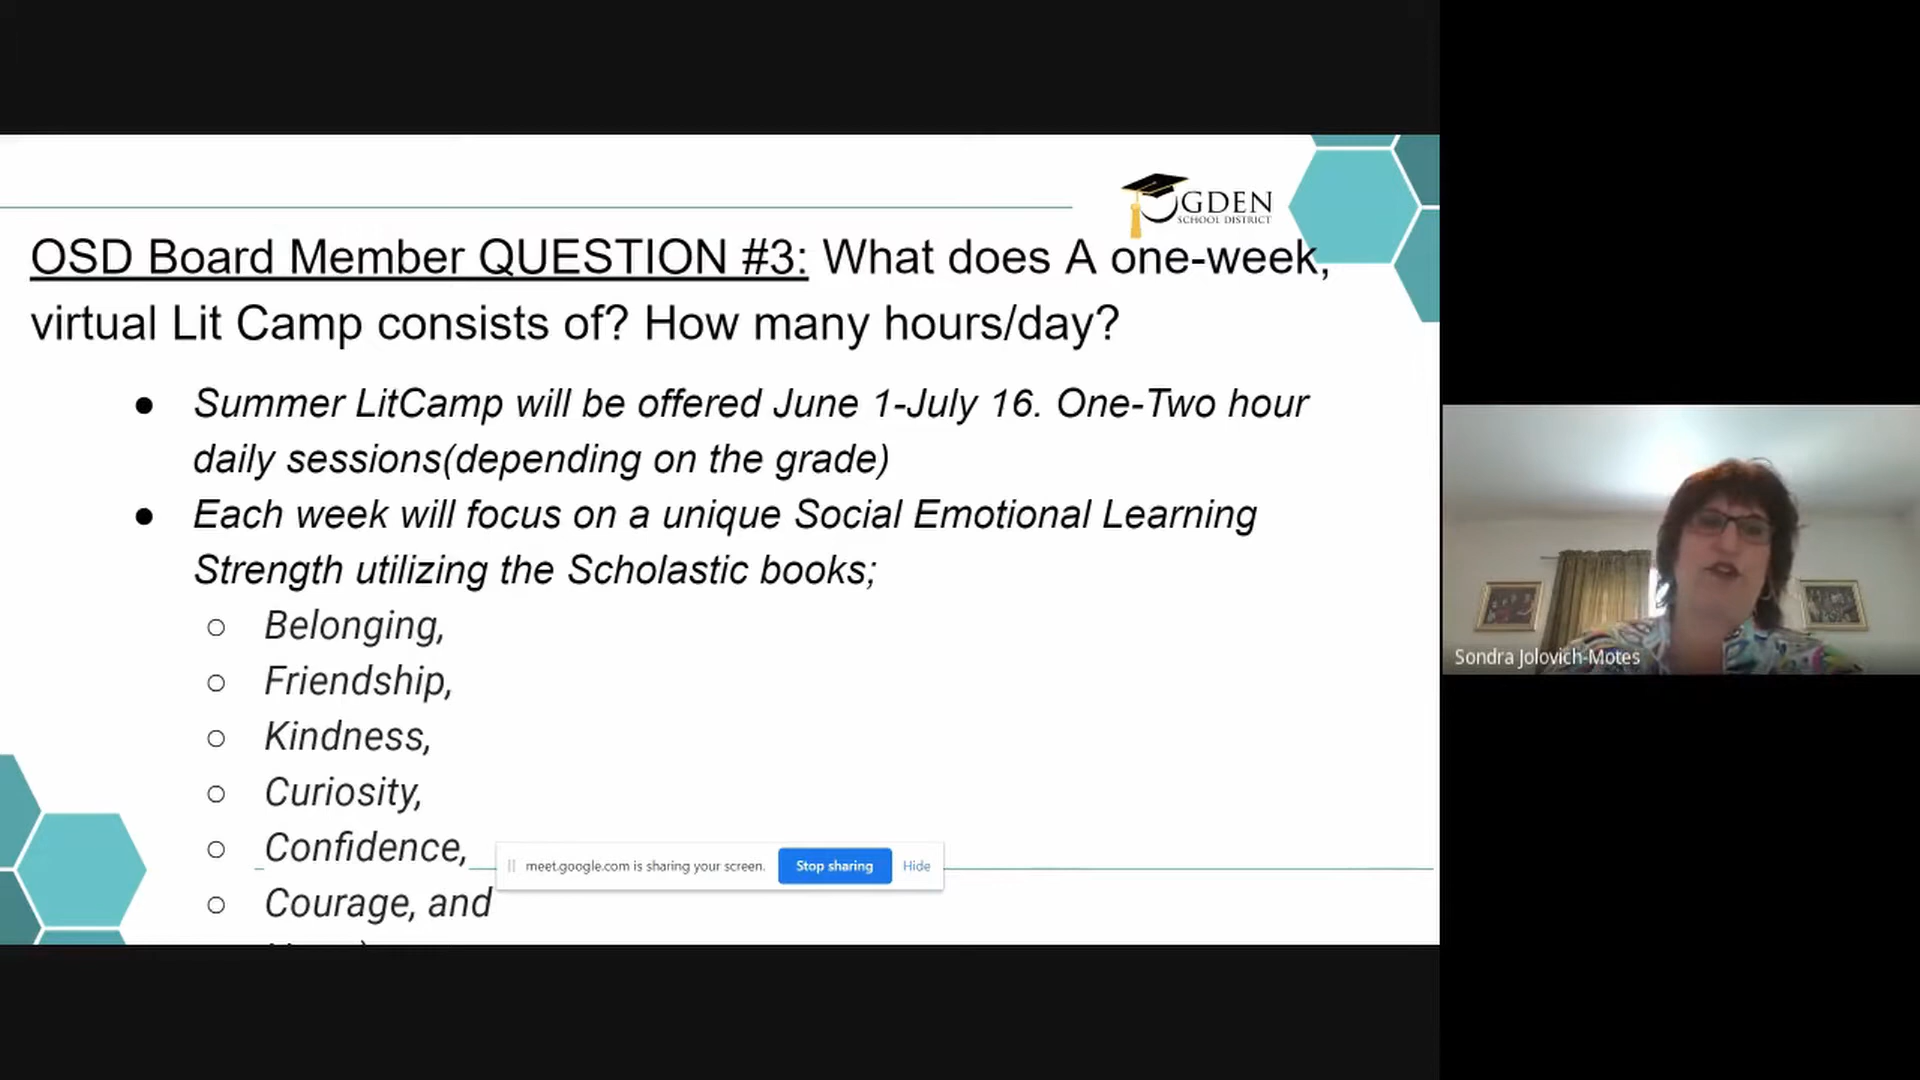 GDEN
SCHOOL DISTRICT
OSD Board Member QUESTION #3: What does A one-week,
virtual Lit Camp consists of? How many hours/day?
● Summer LitCamp will be offered June 1-July 16. One-Two hour
daily sessions(depending on the grade)
● Each week will focus on a unique Social Emotional Learning
Strength utilizing the Scholastic books;
○ Belonging,
○ Friendship,
○ Kindness,
○ Curiosity,
○ Confidence,
○ Courage, and
meet.google.com is sharing your screen. Stop sharing Hide
Sondra Jolovich-Motes